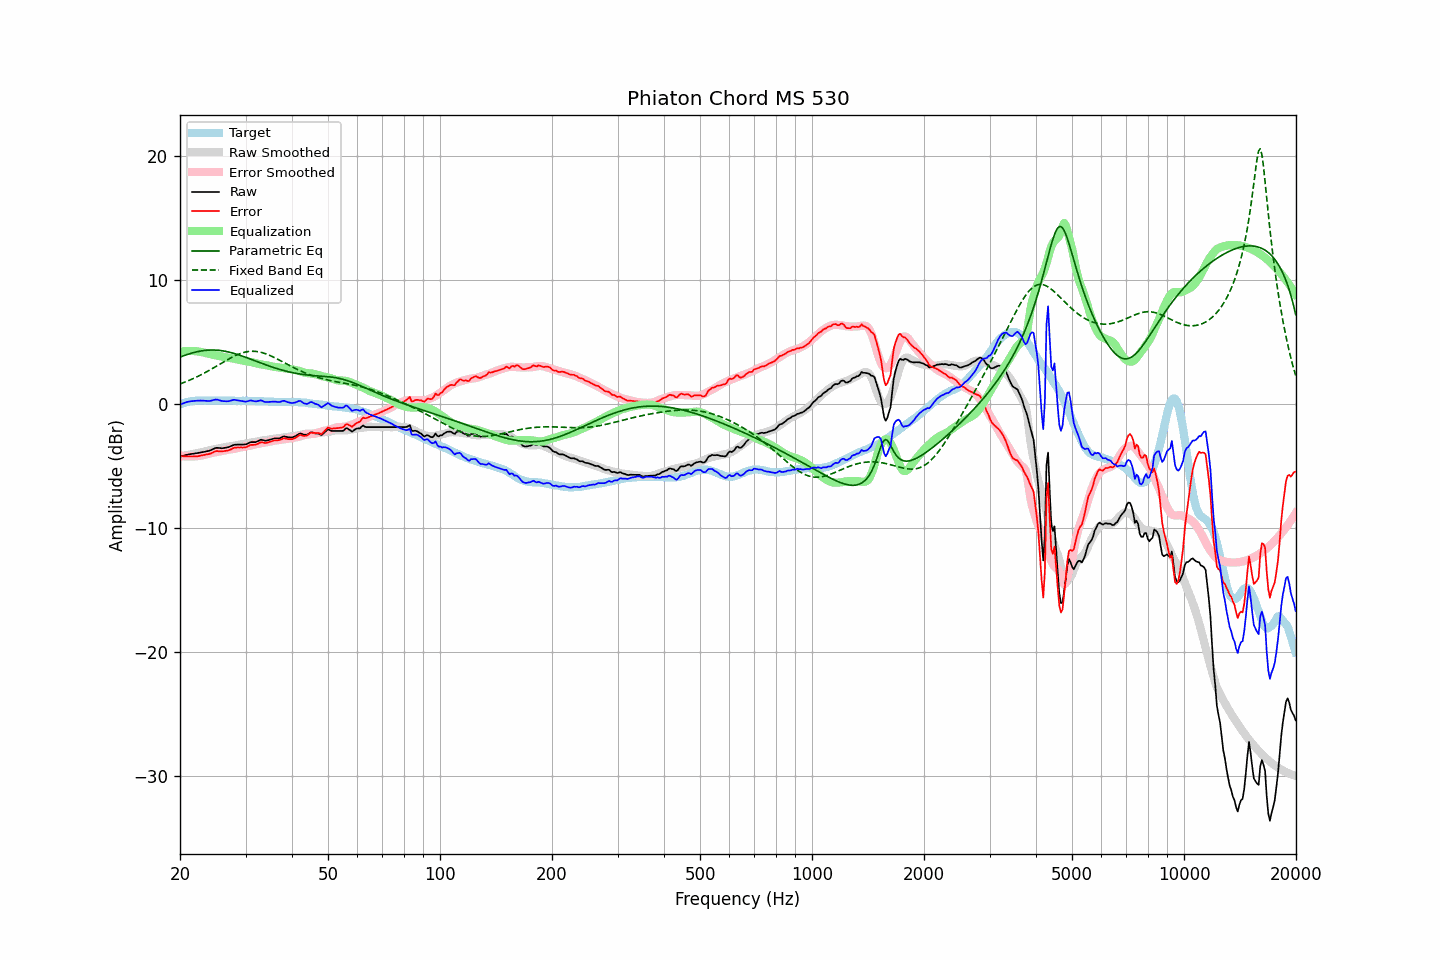 Phiaton Chord MS 530
Target
Raw Smoothed
Error Smoothed
Raw
Error
Equalization
Parametric Eq
Fixed Band Eq
Equalized
20
10
0
−10
−20
−30
Amplitude (dBr)
20 50 100 200 500 1000 2000 5000 10000 20000
Frequency (Hz)